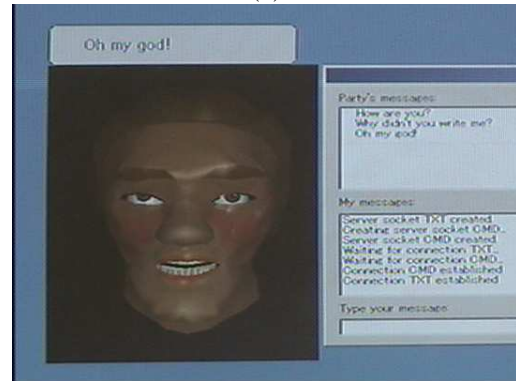 Oh my god!
Party's messages:
How are you?
Why didn't you write me?
Oh my god!
My messages:
Server socket TXT created.
Creating server socket CMD...
Server socket CMD created.
Waiting for connection TXT...
Waiting for connection CMD...
Connection CMD established
Connection TXT established
Type your message